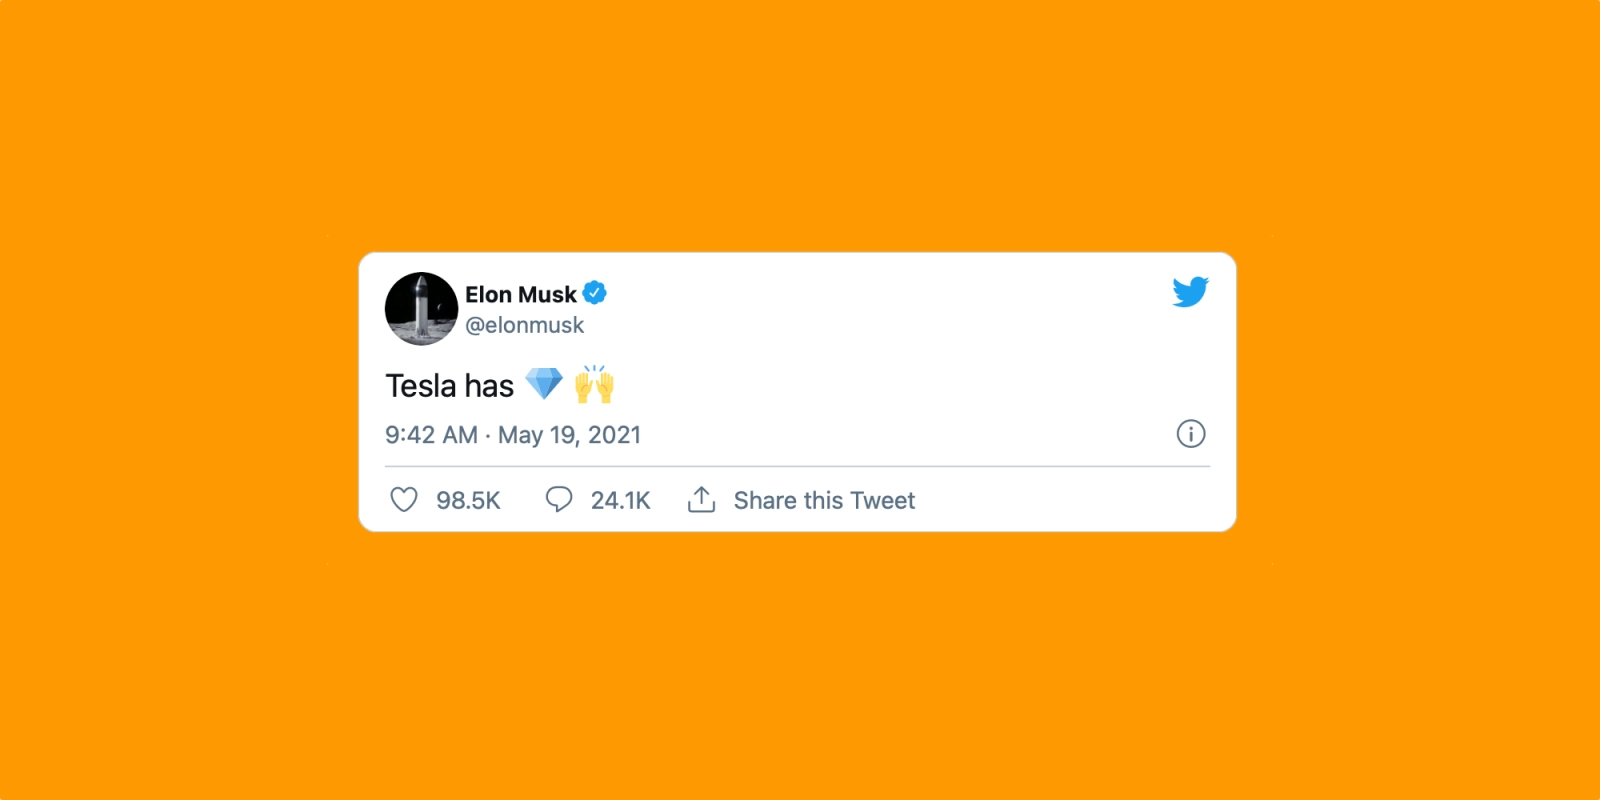 Elon Musk
@elonmusk
Tesla has 💎 🙌
9:42 AM · May 19, 2021
98.5K 24.1K Share this Tweet